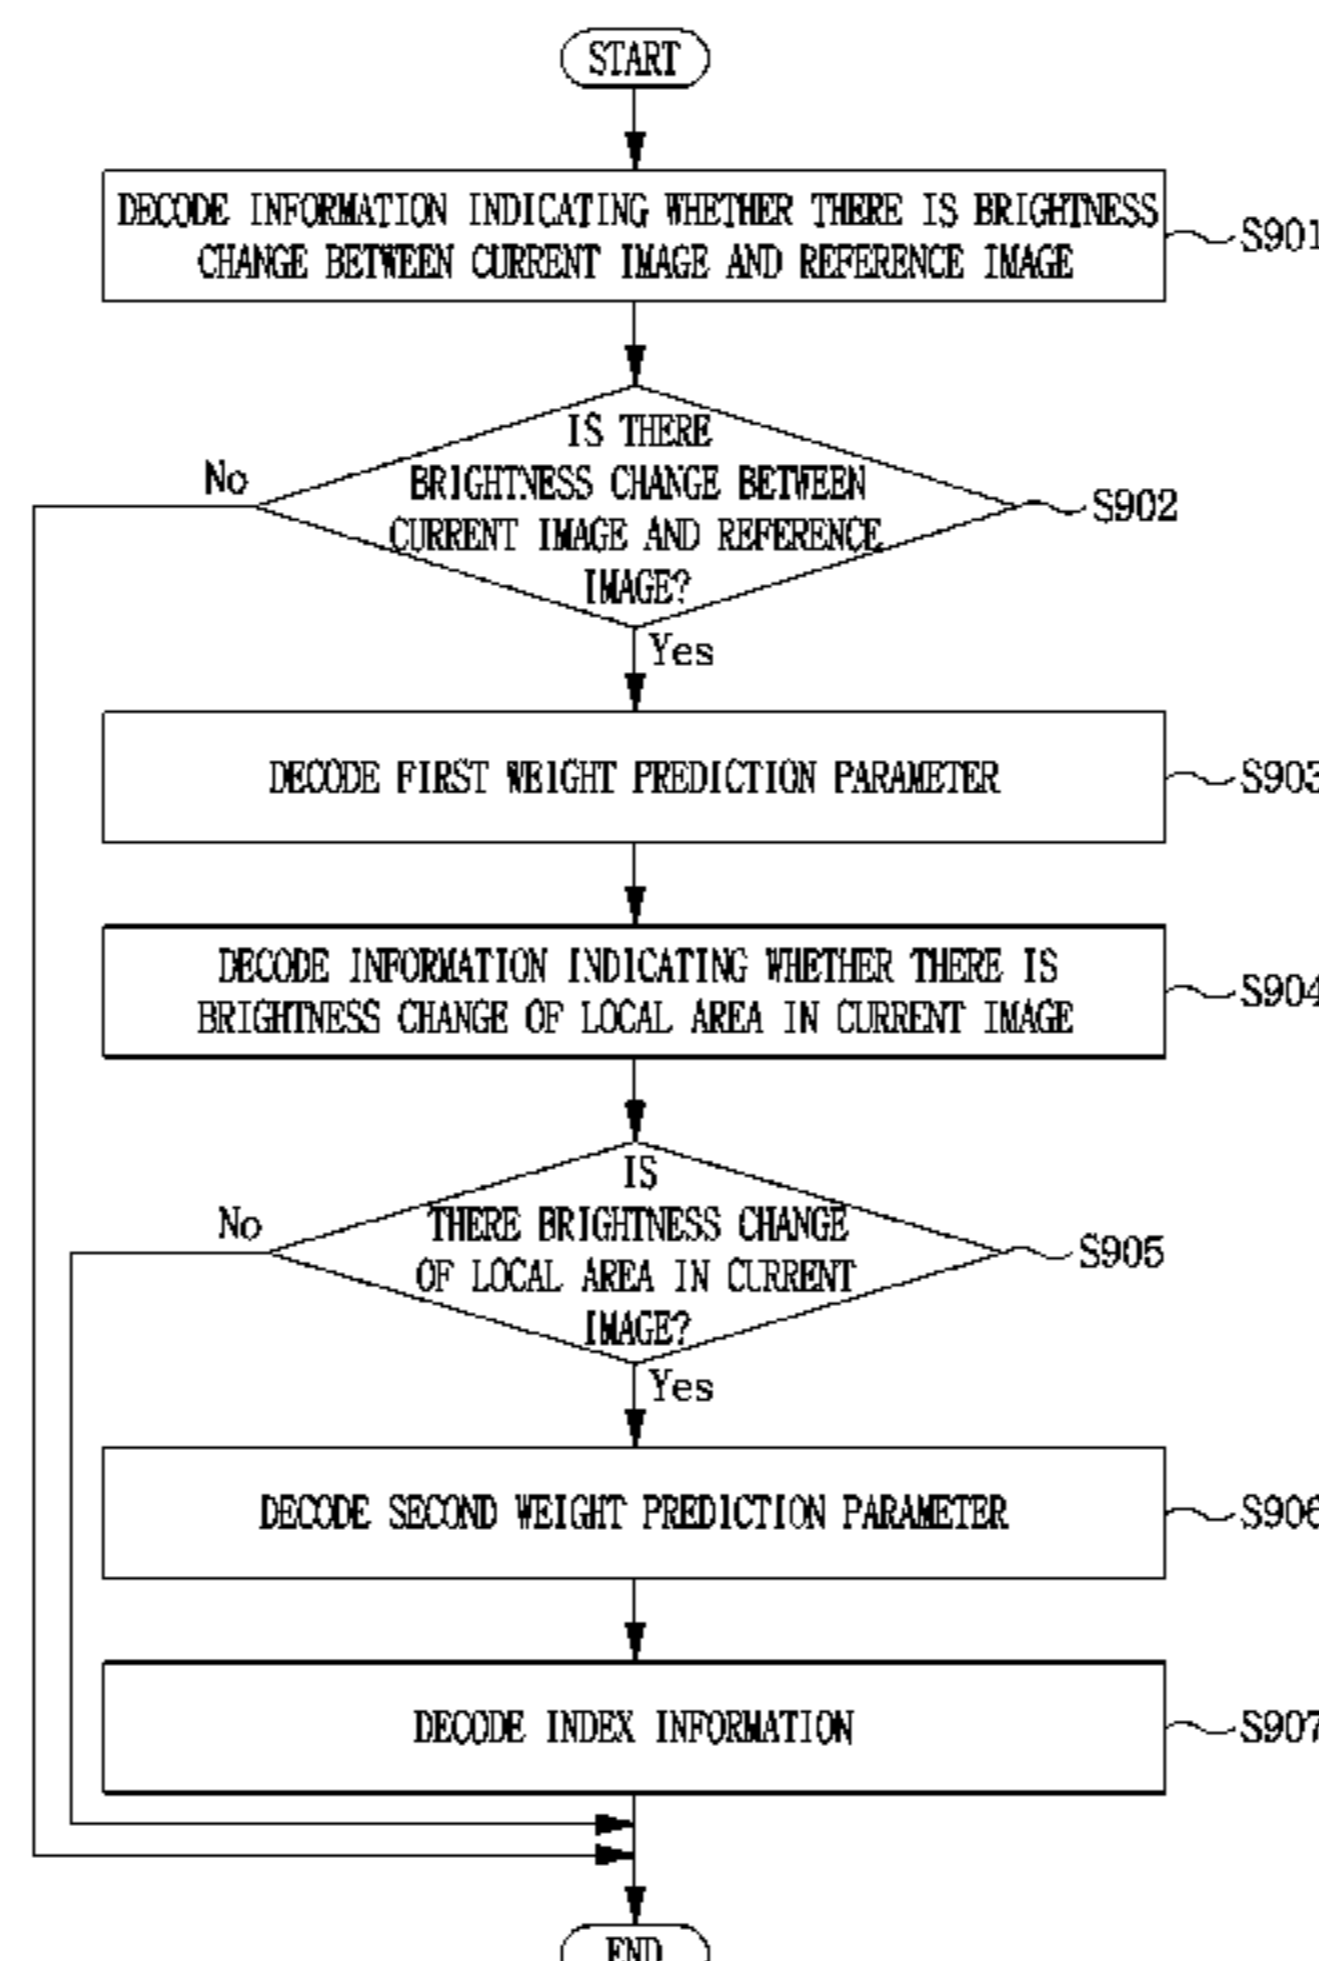 START
DECODE INFORMATION INDICATING WHETHER THERE IS BRIGHTNESS
CHANGE BETWEEN CURRENT IMAGE AND REFERENCE IMAGE
S901
IS THERE
BRIGHTNESS CHANGE BETWEEN
CURRENT IMAGE AND REFERENCE
IMAGE?
No
S902
Yes
DECODE FIRST WEIGHT PREDICTION PARAMETER
S903
DECODE INFORMATION INDICATING WHETHER THERE IS
BRIGHTNESS CHANGE OF LOCAL AREA IN CURRENT IMAGE
S904
IS
THERE BRIGHTNESS CHANGE
OF LOCAL AREA IN CURRENT
IMAGE?
No
S905
Yes
DECODE SECOND WEIGHT PREDICTION PARAMETER
S906
DECODE INDEX INFORMATION
S907
END